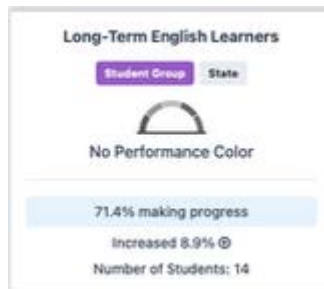 Long-Term English Learners
Student Group State
No Performance Color
71.4% making progress
Increased 8.9%
Number of Students: 14